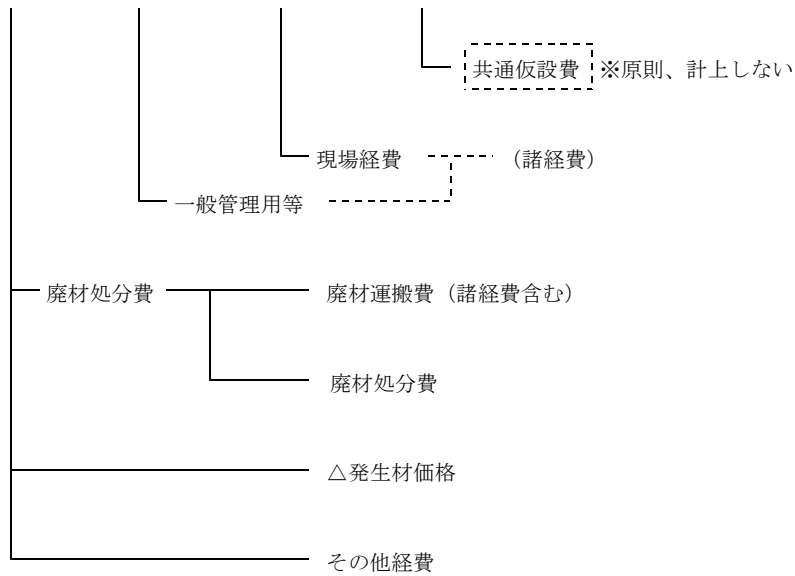 共通仮設費 ※原則、計上しない
現場経費 （諸経費）
一般管理用等
廃材処分費 廃材運搬費（諸経費含む）
廃材処分費
△発生材価格
その他経費